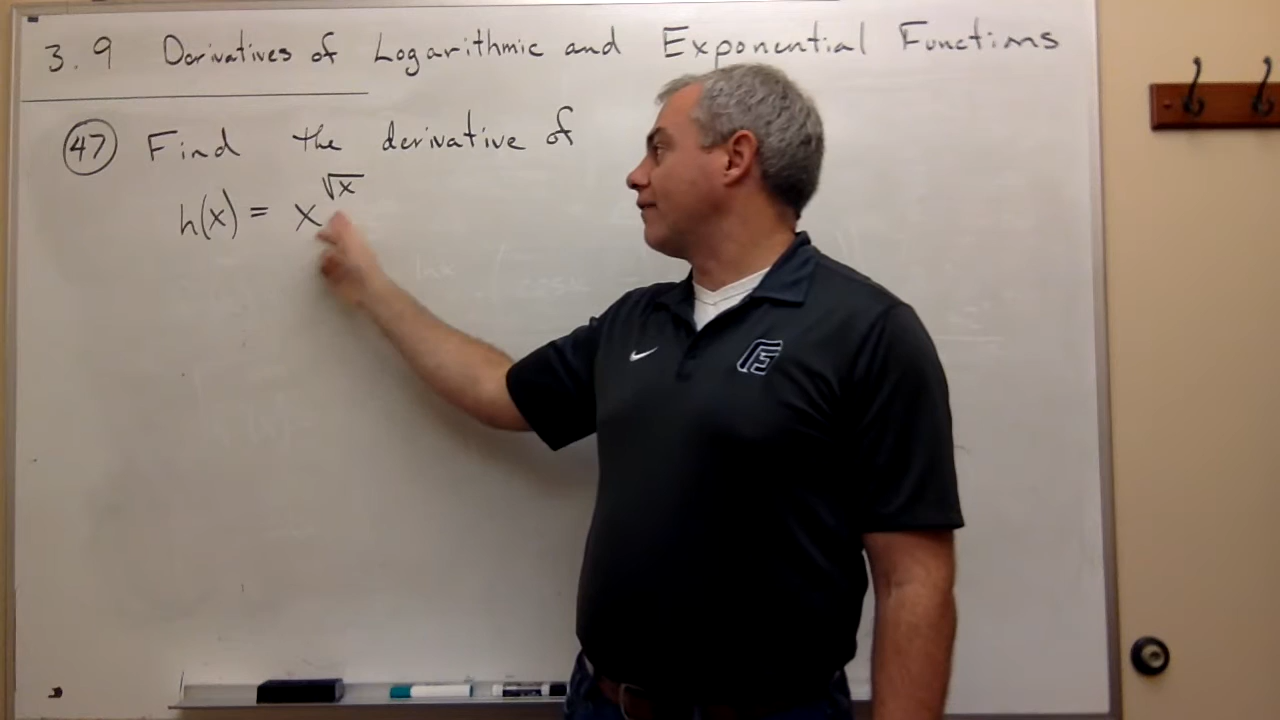 3.9 Derivatives of Logarithmic and Exponential Functions
47 Find the derivative of
h(x) = x^√x